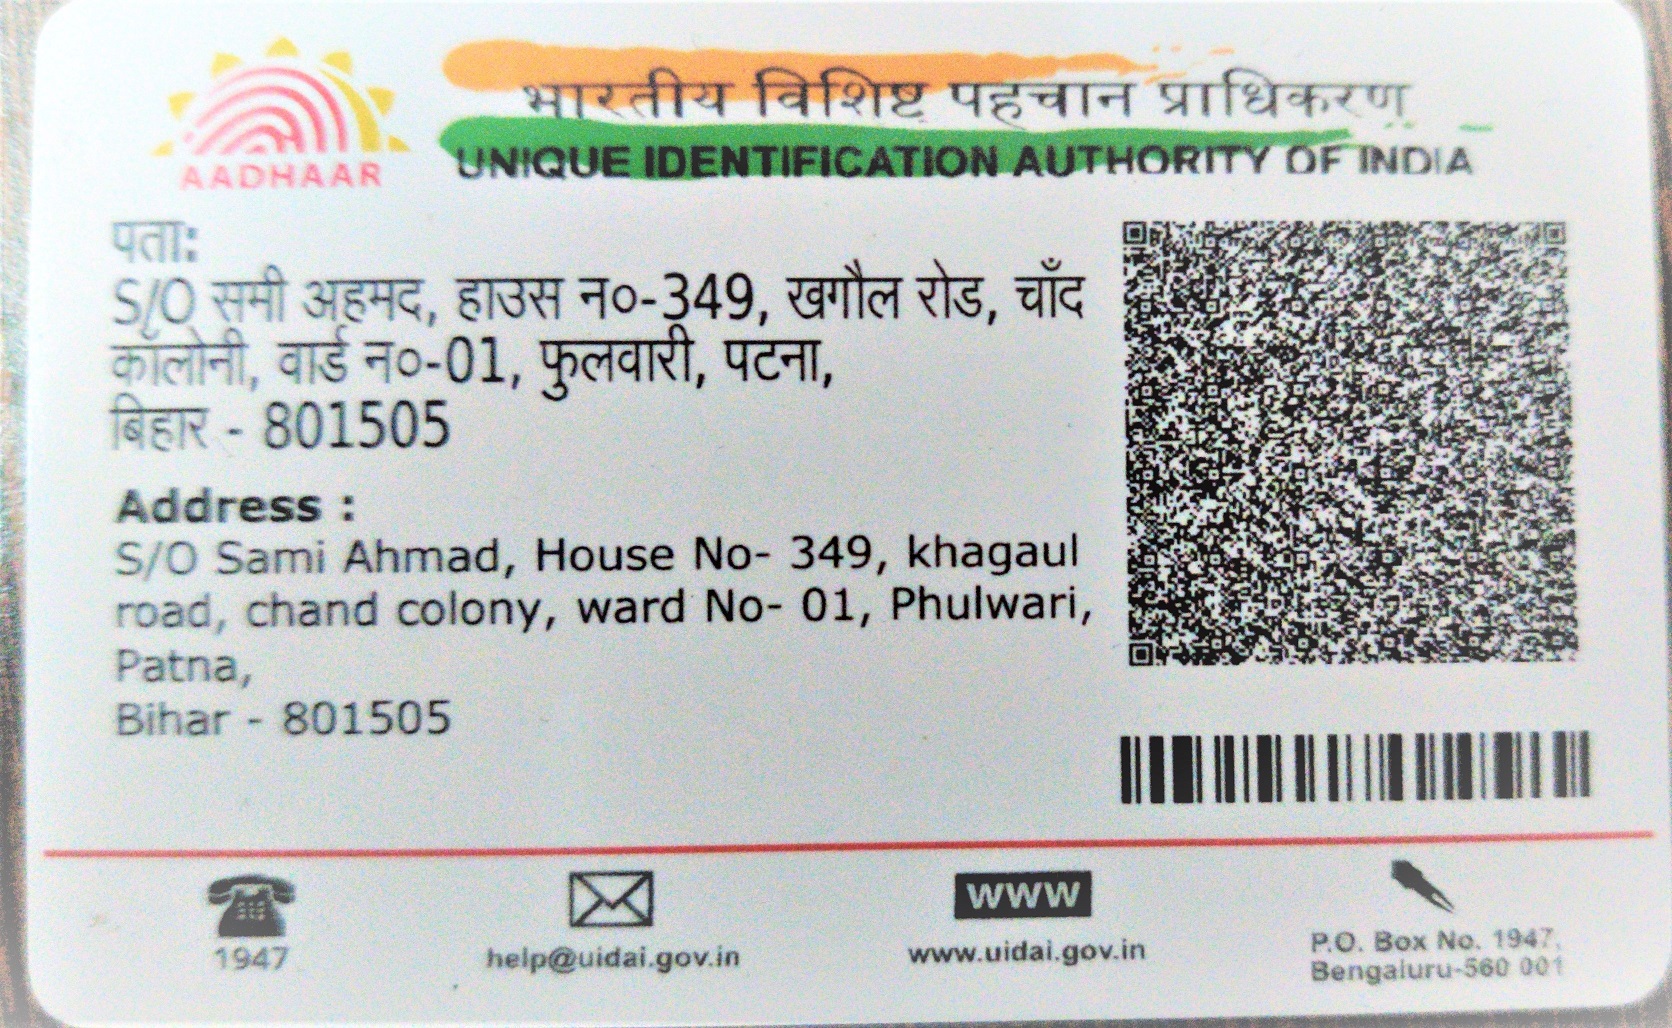 भारतीय विशिष्ट पहचान प्राधिकरण
AADHAAR
UNIQUE IDENTIFICATION AUTHORITY OF INDIA
पता:
S/O समी अहमद, हाउस न०-349, खगौल रोड, चाँद
कॉलोनी, वार्ड न०-01, फुलवारी, पटना,
बिहार - 801505
Address :
S/O Sami Ahmad, House No- 349, khagaul
road, chand colony, ward No- 01, Phulwari,
Patna,
Bihar - 801505
WWW
1947
help@uidai.gov.in
www.uidai.gov.in
P.O. Box No. 1947,
Bengaluru-560 001